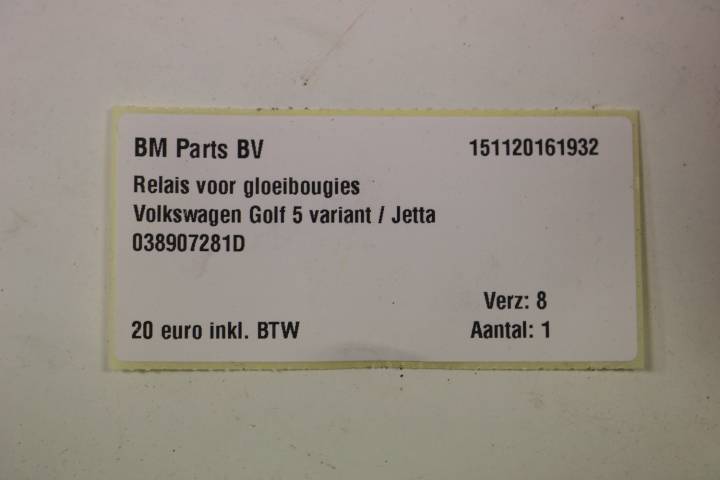 BM Parts BV 151120161932
Relais voor gloeibougies
Volkswagen Golf 5 variant / Jetta
038907281D
Verz: 8
20 euro inkl. BTW Aantal: 1